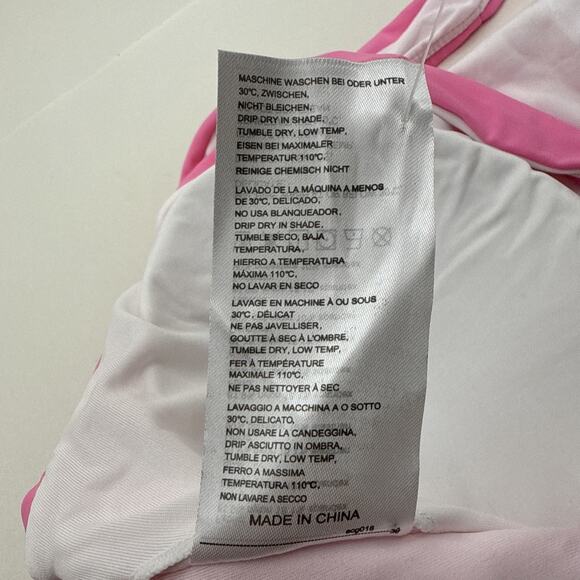 MASCHINE WASCHEN BEI ODER UNTER
30℃, ZWISCHEN,
NICHT BLEICHEN,
DRIP DRY IN SHADE,
TUMBLE DRY, LOW TEMP,
EISEN BEI MAXIMALER
TEMPERATUR 110℃,
REINIGE CHEMISCH NICHT
LAVADO DE LA MÁQUINA A MENOS
DE 30℃, DELICADO,
NO USA BLANQUEADOR,
DRIP DRY IN SHADE,
TUMBLE SECO, BAJA
TEMPERATURA,
HIERRO A TEMPERATURA
MÁXIMA 110℃,
NO LAVAR EN SECO
LAVAGE EN MACHINE À OU SOUS
30℃, DÉLICAT
NE PAS JAVELLISER,
GOUTTE À SEC À L'OMBRE,
TUMBLE DRY, LOW TEMP,
FER À TEMPÉRATURE
MAXIMALE 110℃,
NE PAS NETTOYER À SEC
LAVAGGIO A MACCHINA A O SOTTO
30℃, DELICATO,
NON USARE LA CANDEGGINA,
DRIP ASCIUTTO IN OMBRA,
TUMBLE DRY, LOW TEMP,
FERRO A MASSIMA
TEMPERATURA 110℃,
NON LAVARE A SECCO
MADE IN CHINA